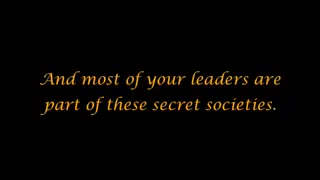 And most of your leaders are
part of these secret societies.